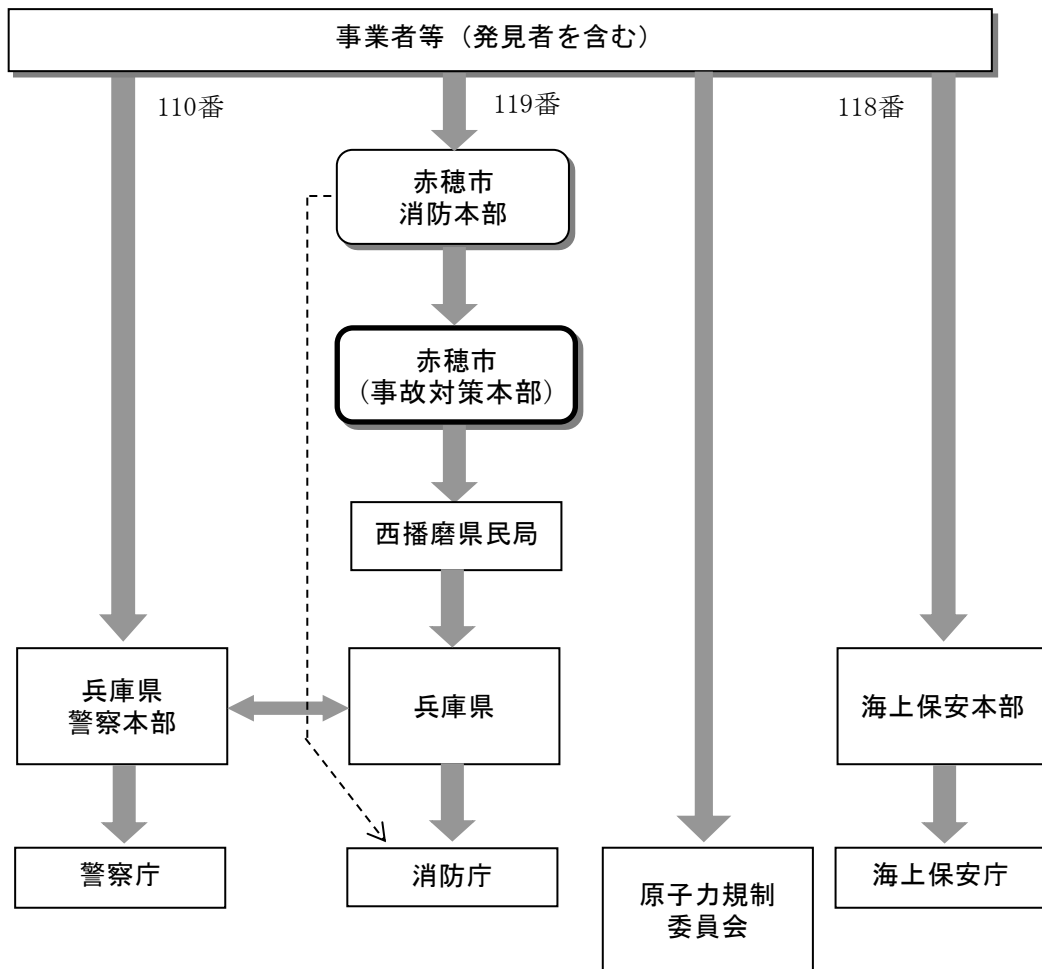 事業者等（発見者を含む）
110番
119番
118番
赤穂市
消防本部
赤穂市
（事故対策本部）
西播磨県民局
兵庫県
警察本部
兵庫県
海上保安本部
警察庁
消防庁
原子力規制
委員会
海上保安庁